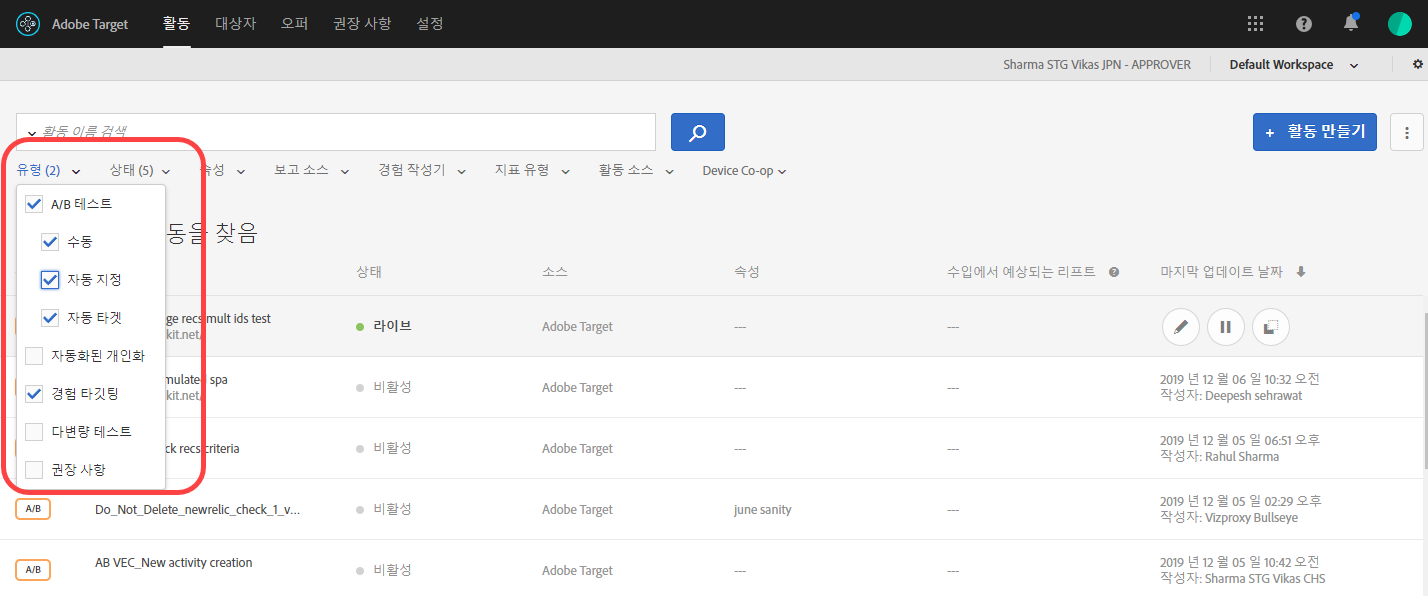 Adobe Target 활동 대상자 오퍼 권장 사항 설정
Sharma STG Vikas JPN - APPROVER Default Workspace
활동 이름 검색
+ 활동 만들기
유형 (2) 상태 (5) 속성 보고 소스 경험 작성기 지표 유형 활동 소스 Device Co-op
A/B 테스트
수동
자동 지정
자동 타겟
자동화된 개인화
경험 타깃팅
다변량 테스트
권장 사항
동을 찾음
상태 소스 속성 수입에서 예상되는 리프트 마지막 업데이트 날짜
ge recs mult ids test
kit.net/
라이브 Adobe Target --- ---
mulated spa
kit.net/
비활성 Adobe Target --- ---
2019 년 12 월 06 일 10:32 오전
작성자: Deepesh sehrawat
ck recs criteria 비활성 Adobe Target --- ---
2019 년 12 월 05 일 06:51 오후
작성자: Rahul Sharma
A/B Do_Not_Delete_newrelic_check_1_v... 비활성 Adobe Target june sanity ---
2019 년 12 월 05 일 02:29 오후
작성자: Vizproxy Bullseye
A/B AB VEC_New activity creation 비활성 Adobe Target --- ---
2019 년 12 월 05 일 10:42 오전
작성자: Sharma STG Vikas CHS